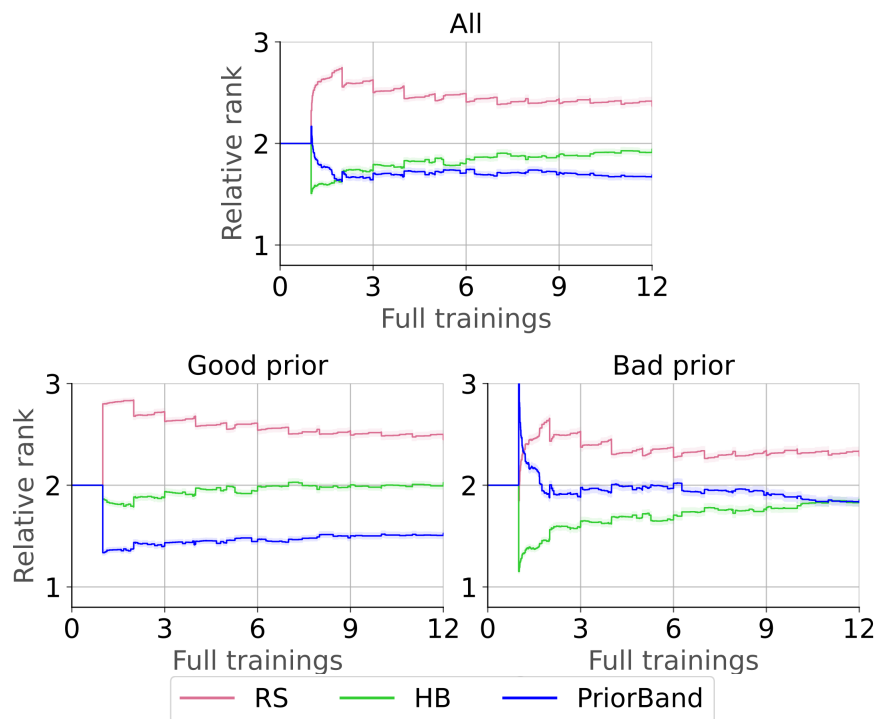 All
Relative rank
3
2
1
0 3 6 9 12
Full trainings
Good prior
Relative rank
3
2
1
0 3 6 9 12
Full trainings
Bad prior
3
2
1
0 3 6 9 12
Full trainings
RS HB PriorBand